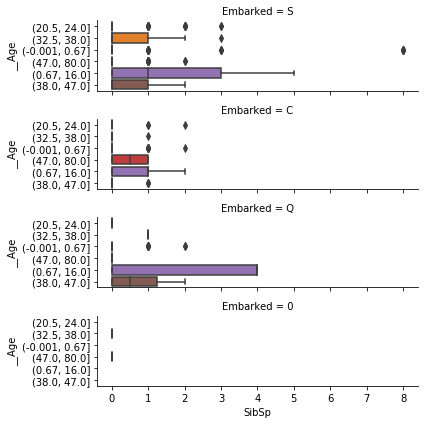 Embarked = S
(20.5, 24.0]
(32.5, 38.0]
(-0.001, 0.67]
(47.0, 80.0]
(0.67, 16.0]
(38.0, 47.0]
__Age
Embarked = C
(20.5, 24.0]
(32.5, 38.0]
(-0.001, 0.67]
(47.0, 80.0]
(0.67, 16.0]
(38.0, 47.0]
__Age
Embarked = Q
(20.5, 24.0]
(32.5, 38.0]
(-0.001, 0.67]
(47.0, 80.0]
(0.67, 16.0]
(38.0, 47.0]
__Age
Embarked = 0
(20.5, 24.0]
(32.5, 38.0]
(-0.001, 0.67]
(47.0, 80.0]
(0.67, 16.0]
(38.0, 47.0]
__Age
0 1 2 3 4 5 6 7 8
SibSp